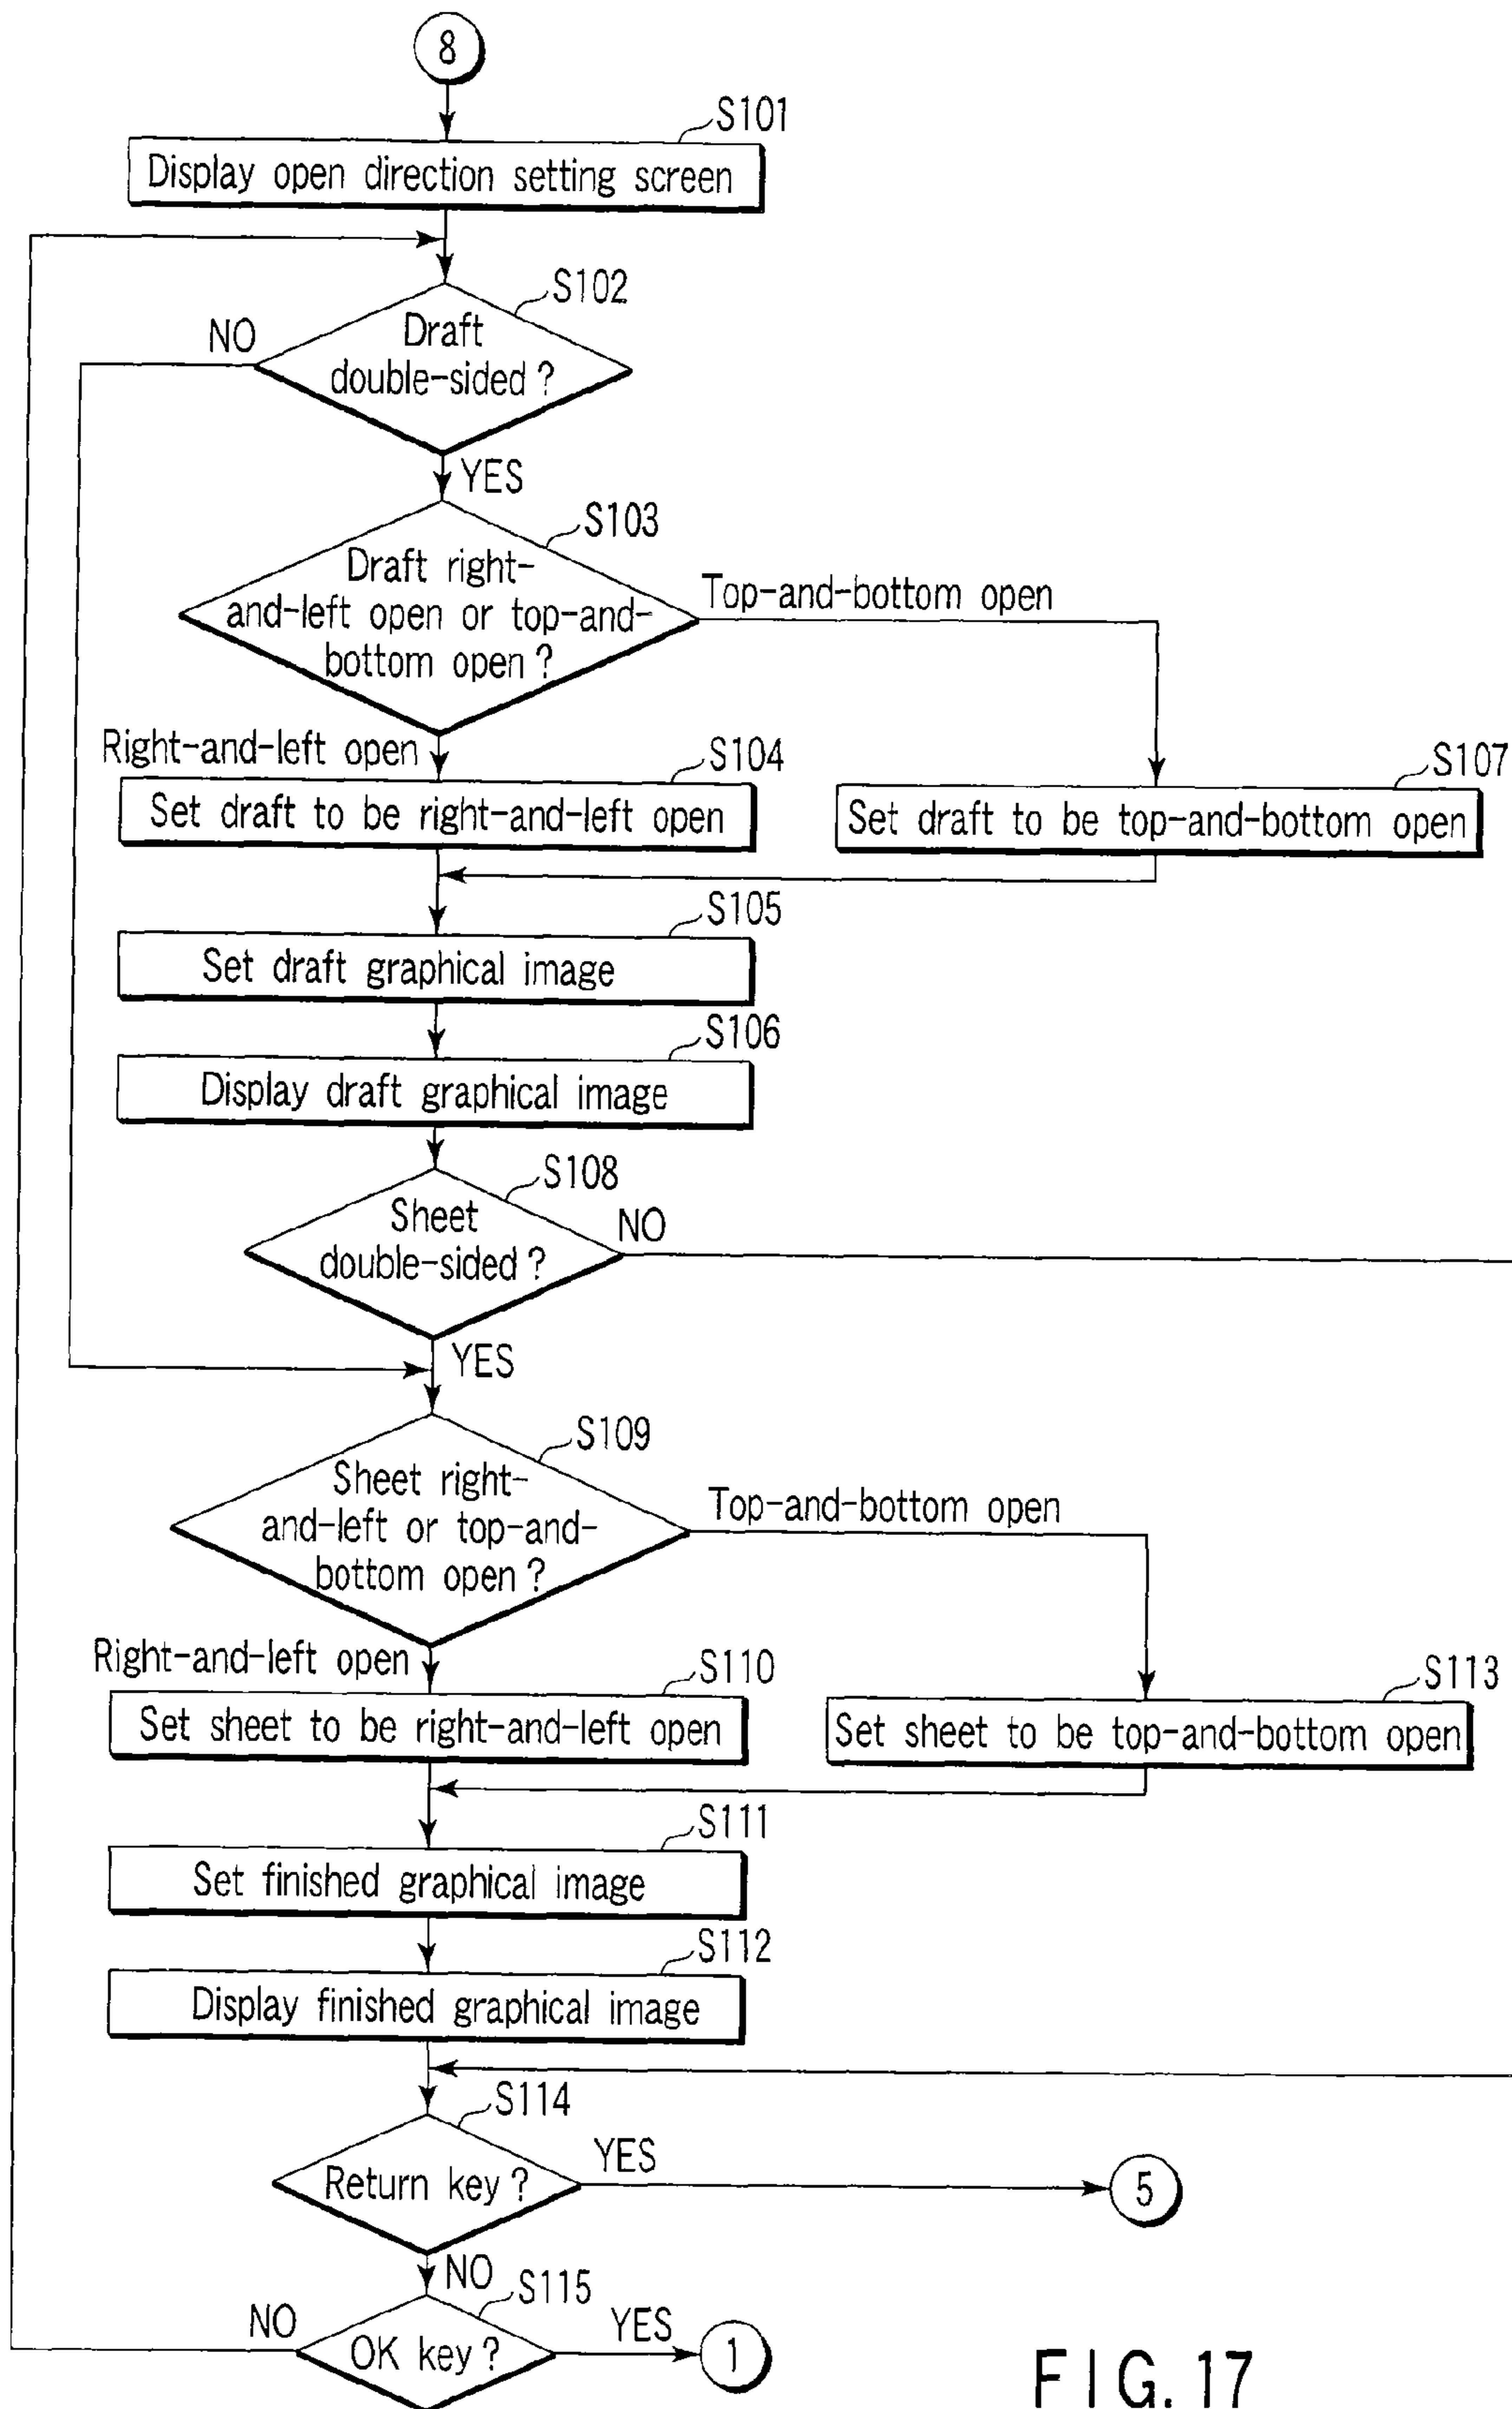 8
S101
Display open direction setting screen
S102
NO
Draft
double-sided?
YES
S103
Draft right-
and-left open or top-and-
bottom open?
Top-and-bottom open
Right-and-left open
S104
Set draft to be right-and-left open
S107
Set draft to be top-and-bottom open
S105
Set draft graphical image
S106
Display draft graphical image
S108
Sheet
double-sided?
NO
YES
S109
Sheet right-
and-left or top-and-
bottom open?
Top-and-bottom open
Right-and-left open
S110
Set sheet to be right-and-left open
S113
Set sheet to be top-and-bottom open
S111
Set finished graphical image
S112
Display finished graphical image
S114
Return key?
YES
5
NO
S115
NO
OK key?
YES
1
FIG. 17